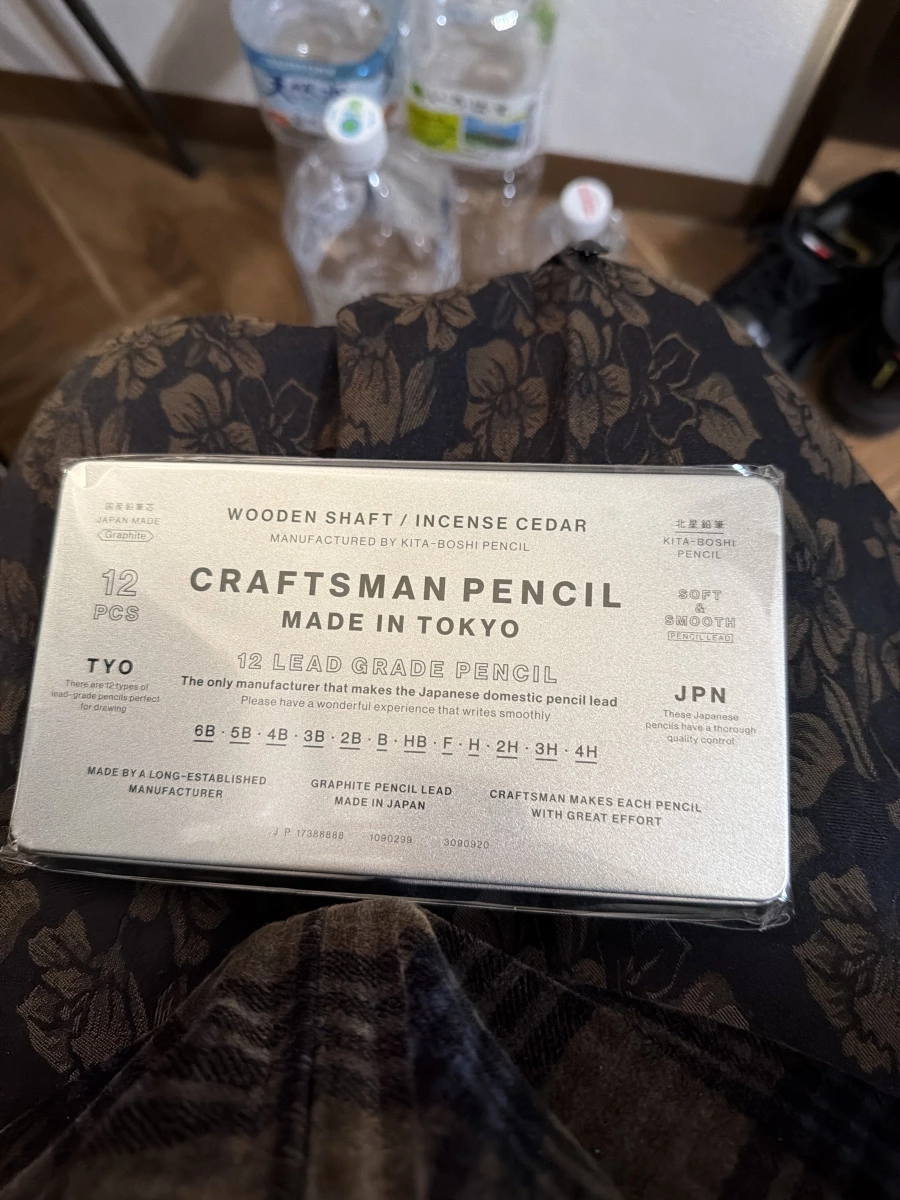 国産鉛筆芯
JAPAN MADE
Graphite
12
PCS
TYO
There are 12 types of
lead-grade pencils perfect
for drawing
WOODEN SHAFT / INCENSE CEDAR
MANUFACTURED BY KITA-BOSHI PENCIL
CRAFTSMAN PENCIL
MADE IN TOKYO
12 LEAD GRADE PENCIL
The only manufacturer that makes the Japanese domestic pencil lead
Please have a wonderful experience that writes smoothly
6B · 5B · 4B · 3B · 2B · B · HB · F · H · 2H · 3H · 4H
北星鉛筆
KITA-BOSHI
PENCIL
SOFT
&
SMOOTH
PENCIL LEAD
JPN
These Japanese
pencils have a thorough
quality control
MADE BY A LONG-ESTABLISHED
MANUFACTURER
GRAPHITE PENCIL LEAD
MADE IN JAPAN
CRAFTSMAN MAKES EACH PENCIL
WITH GREAT EFFORT
J P 17388888 1090299 3090920